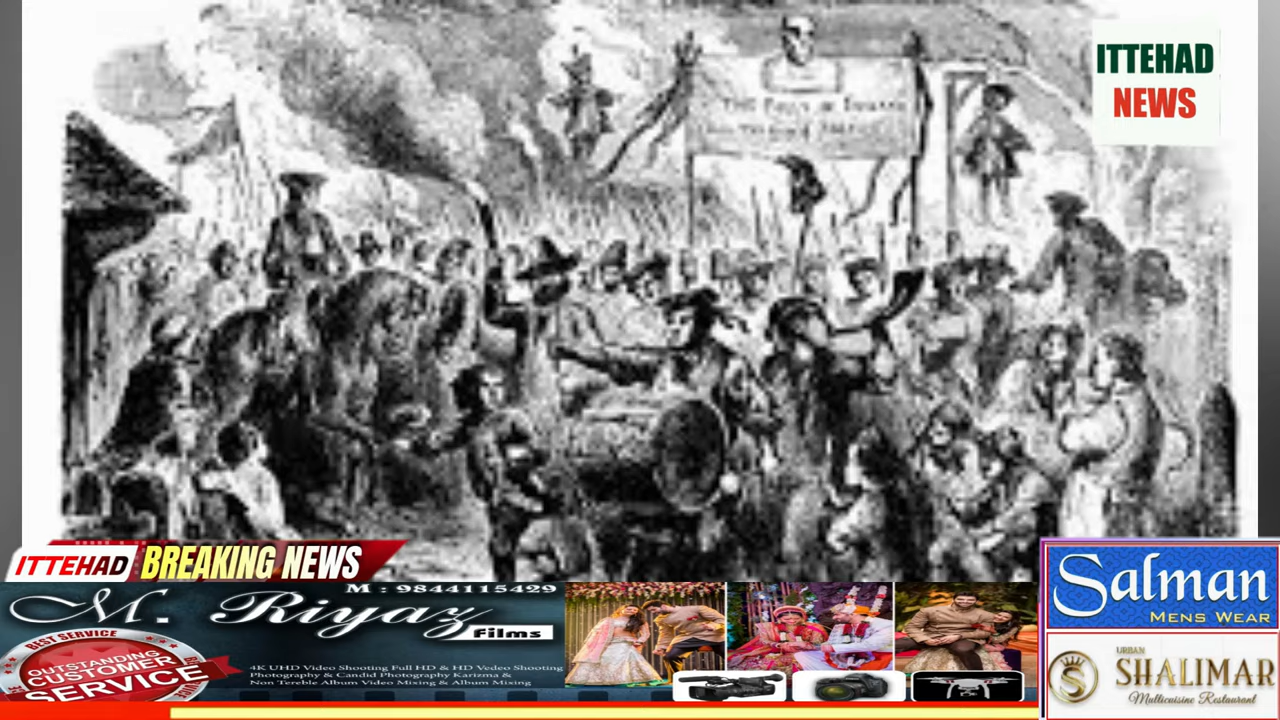 ITTEHAD
NEWS
ITTEHAD BREAKING NEWS
M : 9844115429
M. Riyaz
Films
BEST SERVICE
OUTSTANDING
CUSTOMER
SERVICE
4K UHD Video Shooting Full HD & HD Vedeo Shooting
Photography & Candid Photography Karizma &
Non Tereble Album Video Mixing & Album Mixing
Salman
MENS WEAR
URBAN
SHALIMAR
Multicuisine Restaurant